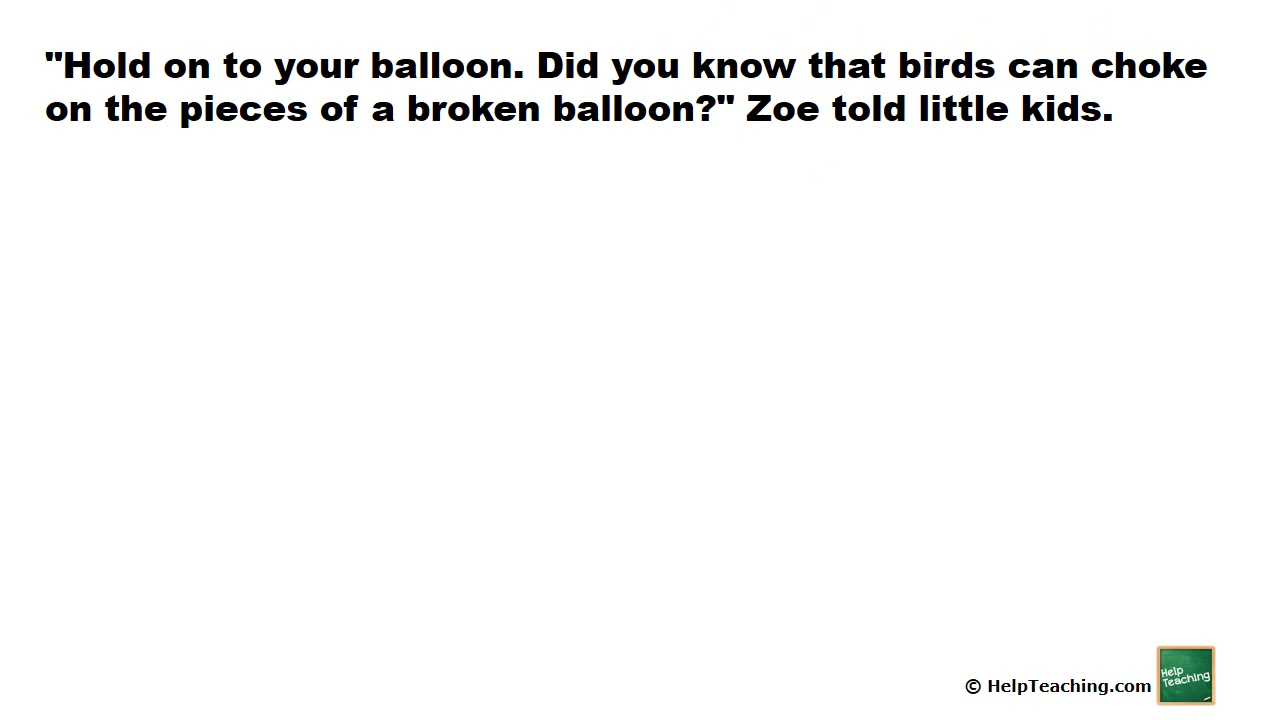 "Hold on to your balloon. Did you know that birds can choke
on the pieces of a broken balloon?" Zoe told little kids.
© HelpTeaching.com
Help
Teaching